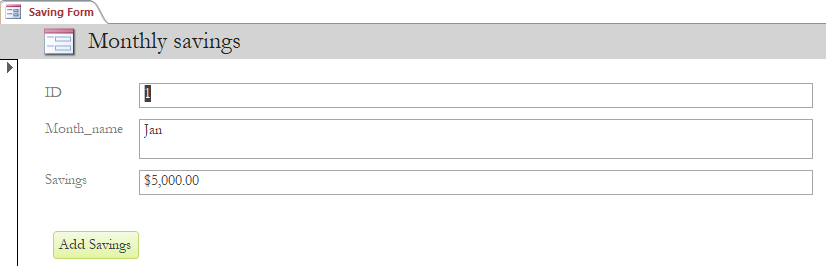 Saving Form
Monthly savings
ID 1
Month_name Jan
Savings $5,000.00
Add Savings